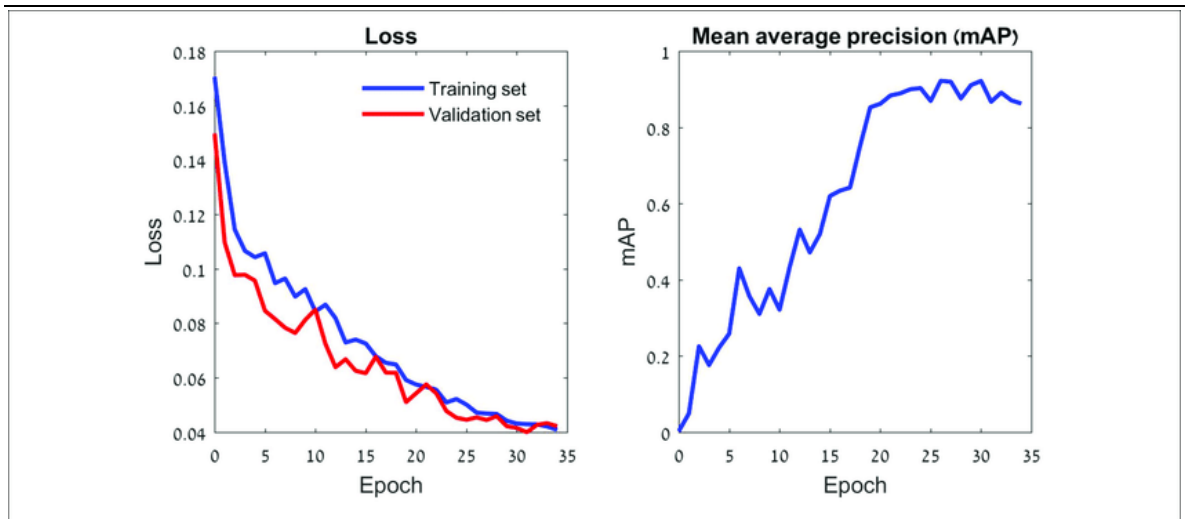 Loss
0.18
0.16
0.14
0.12
0.1
0.08
0.06
0.04
Loss
Training set
Validation set
0 5 10 15 20 25 30 35
Epoch
Mean average precision (mAP)
1
0.8
0.6
0.4
0.2
0
mAP
0 5 10 15 20 25 30 35
Epoch